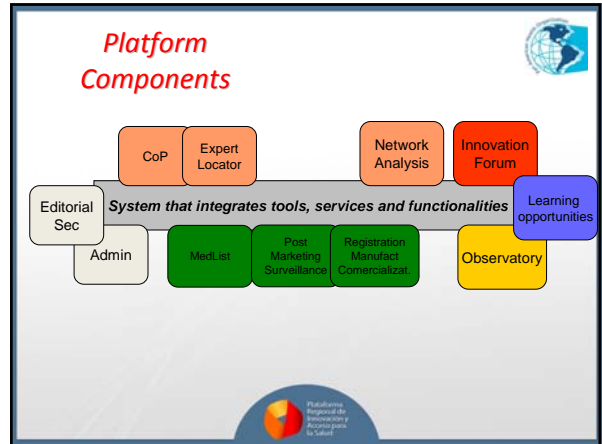 Platform
Components
CoP
Expert
Locator
Network
Analysis
Innovation
Forum
Editorial
Sec
System that integrates tools, services and functionalities
Learning
opportunities
Admin
MedList
Post
Marketing
Surveillance
Registration
Manufact
Comercializat.
Observatory
Plataforma
Regional de
Innovación y
Acceso para
la Salud